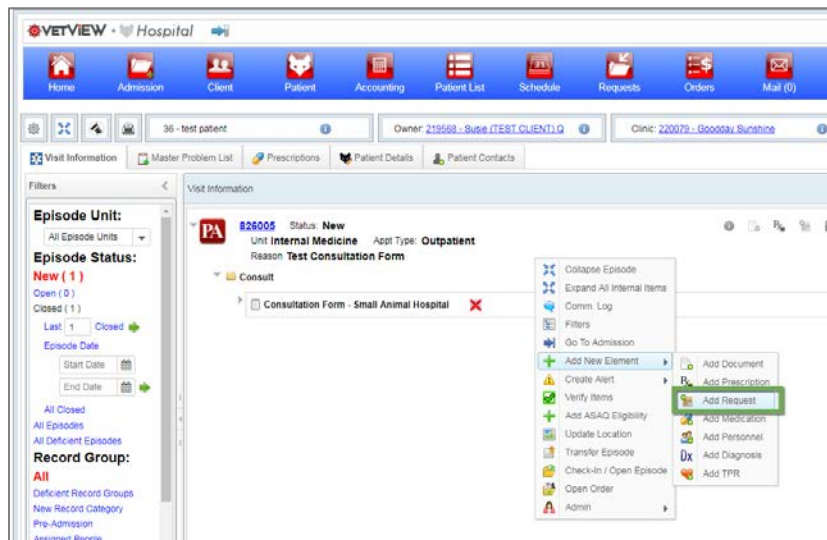 VETVIEW · Hospital
Home Admission Client Patient Accounting Patient List Schedule Requests Orders Mail (0)
36 - test patient Owner: 219568 - Susie (TEST CLIENT) Q Clinic: 220079 - Goodday Sunshine
Visit Information Master Problem List Prescriptions Patient Details Patient Contacts
Filters
Episode Unit:
All Episode Units
Episode Status:
New ( 1 )
Open ( 0 )
Closed ( 1 )
Last 1 Closed
Episode Date
Start Date
End Date
All Closed
All Episodes
All Deficient Episodes
Record Group:
All
Deficient Record Groups
New Record Category
Pre-Admission
Assigned People
Visit Information
PA
826005 Status: New
Unit Internal Medicine Appt Type: Outpatient
Reason Test Consultation Form
Consult
Consultation Form - Small Animal Hospital
Collapse Episode
Expand All Internal Items
Comm. Log
Filters
Go To Admission
Add New Element
Create Alert
Verify Items
Add ASAQ Eligibility
Update Location
Transfer Episode
Check-In / Open Episode
Open Order
Admin
Add Document
Add Prescription
Add Request
Add Medication
Add Personnel
Dx Add Diagnosis
Add TPR